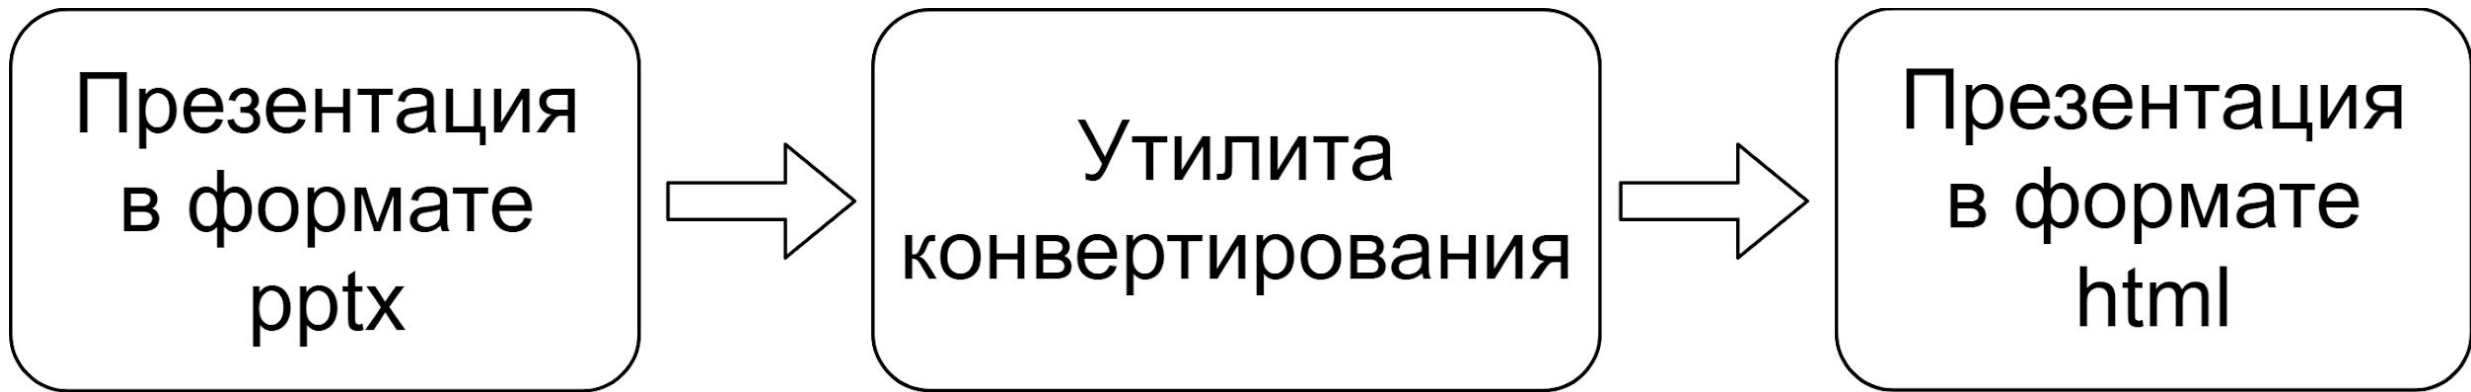 Презентация
в формате
pptx
Утилита
конвертирования
Презентация
в формате
html